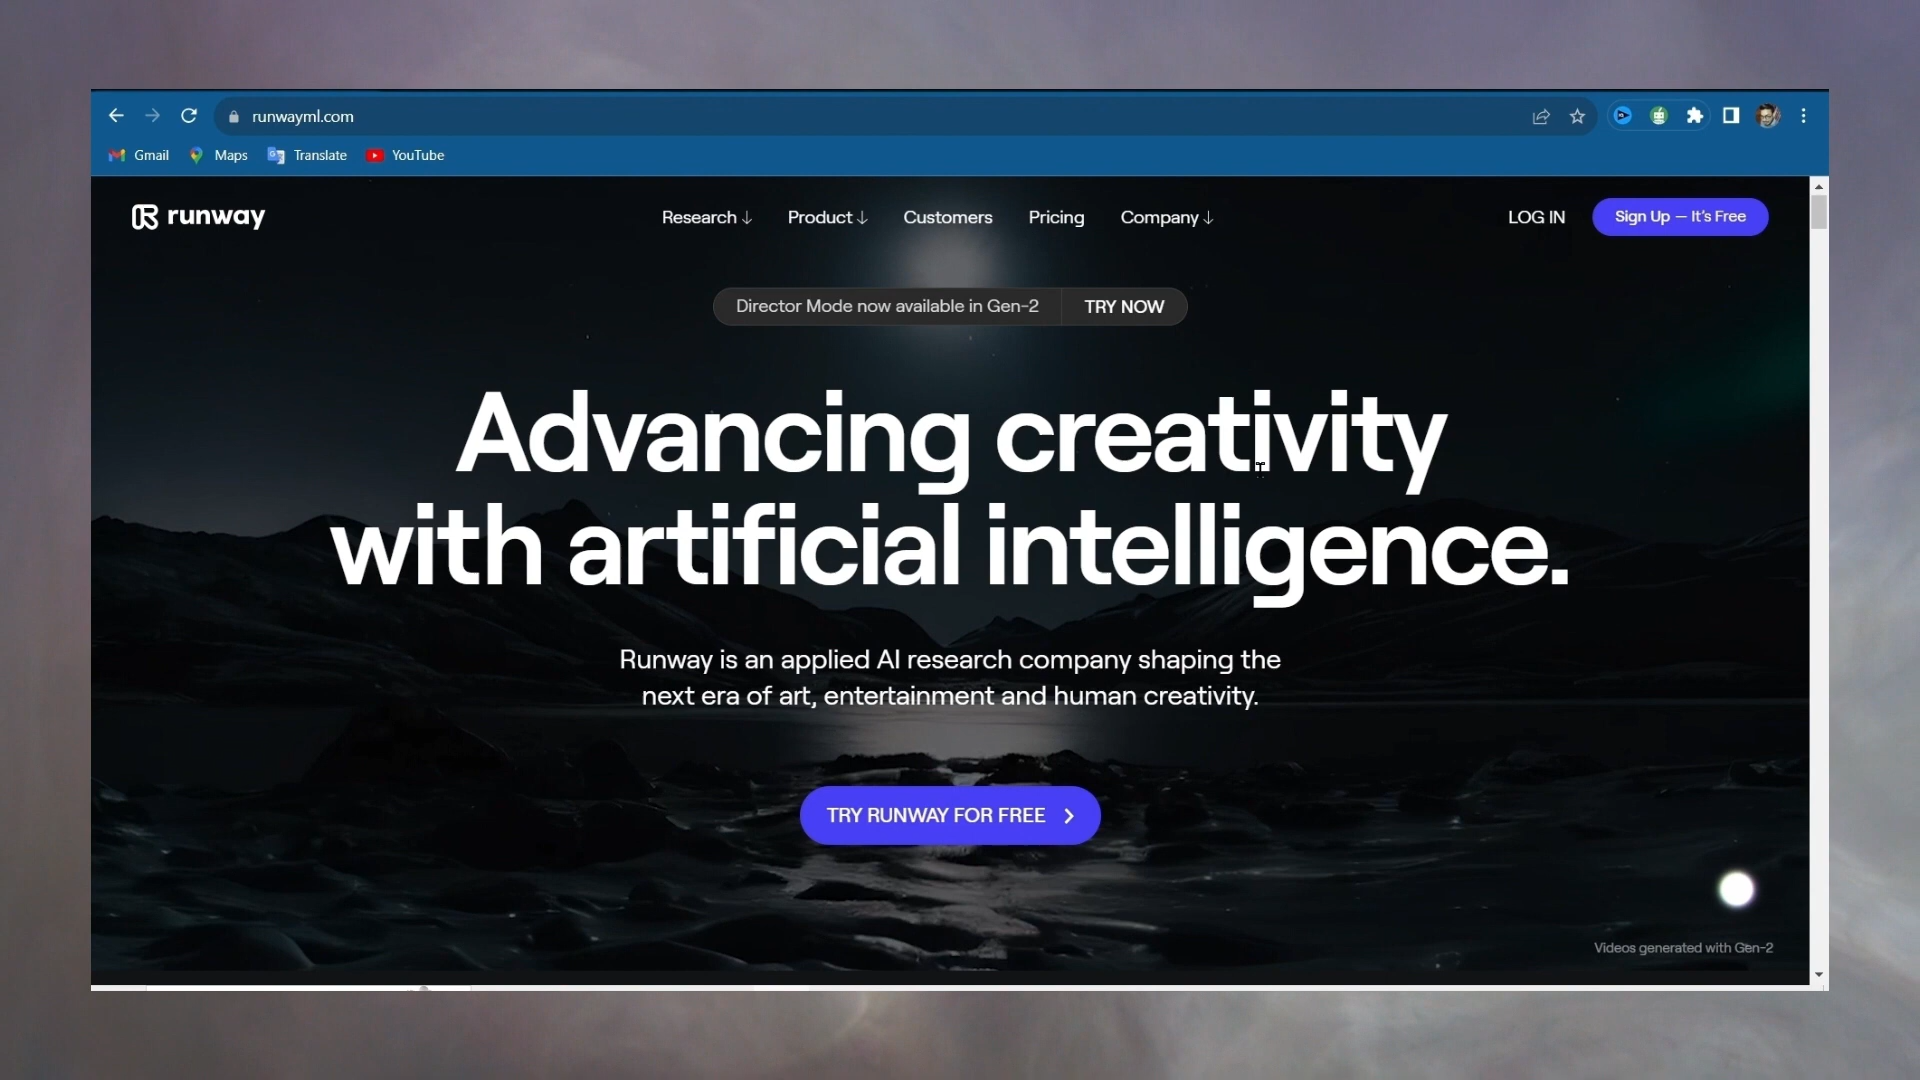 runwayml.com
Gmail Maps Translate YouTube
runway Research ↓ Product ↓ Customers Pricing Company ↓ LOG IN Sign Up — It's Free
Director Mode now available in Gen-2 TRY NOW
Advancing creativity
with artificial intelligence.
Runway is an applied AI research company shaping the
next era of art, entertainment and human creativity.
TRY RUNWAY FOR FREE >
Videos generated with Gen-2